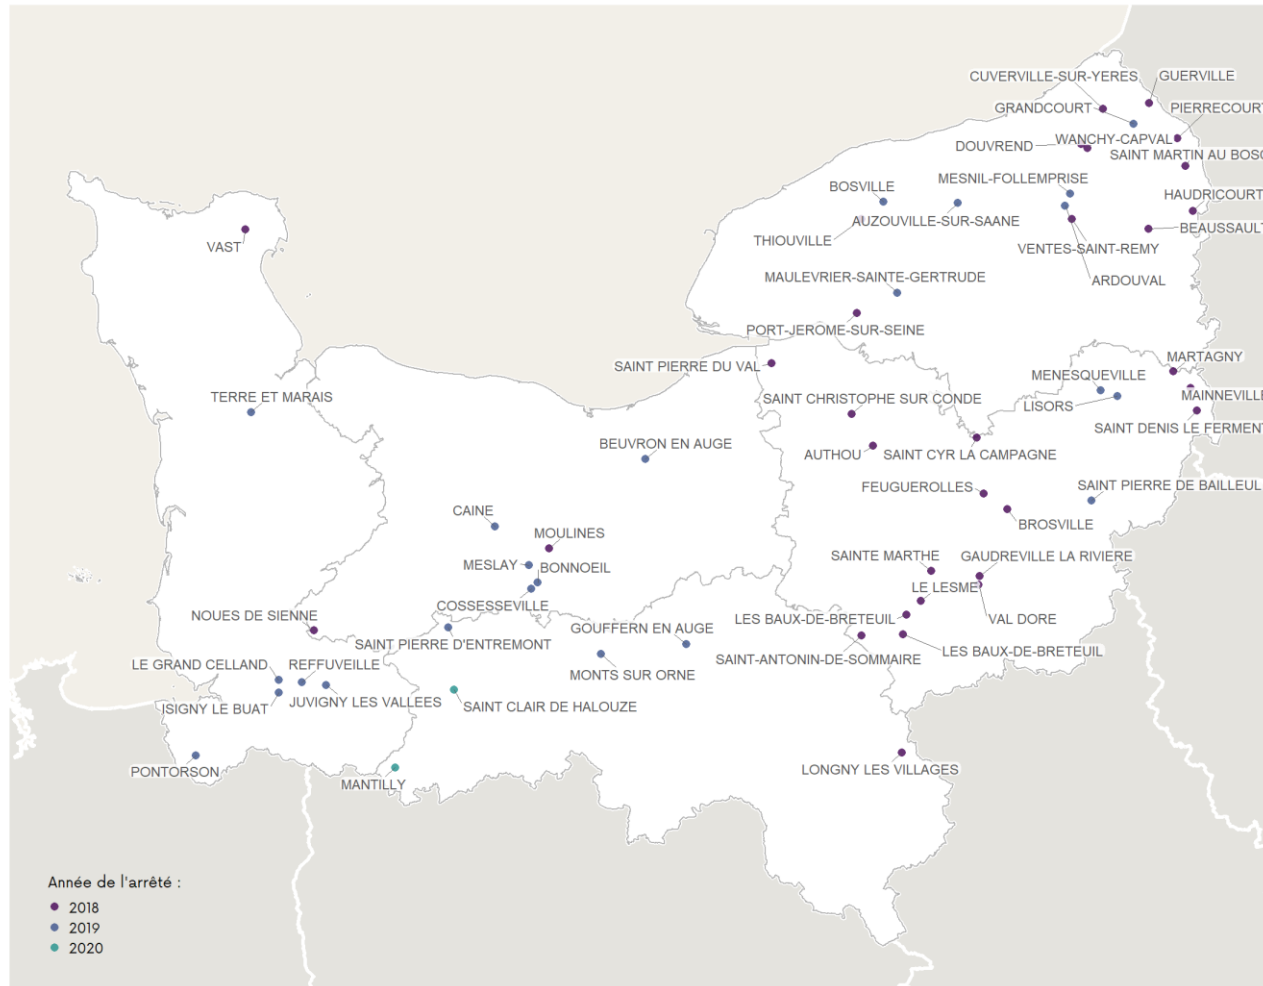 CUVERVILLE-SUR-YERES
GUERVILLE
GRANDCOURT
PIERRECOURT
WANCHY-CAPVAL
DOUVREND
SAINT MARTIN AU BOSC
MESNIL-FOLLEMPRISE
BOSVILLE
HAUDRICOURT
AUZOUVILLE-SUR-SAANE
BEAUSSAULT
VAST
THIOUVILLE
VENTES-SAINT-REMY
MAULEVRIER-SAINTE-GERTRUDE
ARDOUVAL
PORT-JEROME-SUR-SEINE
MARTAGNY
SAINT PIERRE DU VAL
MENESQUEVILLE
TERRE ET MARAIS
SAINT CHRISTOPHE SUR CONDE
MAINNEVILLE
LISORS
SAINT DENIS LE FERMENT
BEUVRON EN AUGE
AUTHOU
SAINT CYR LA CAMPAGNE
FEUGUEROLLES
SAINT PIERRE DE BAILLEUL
CAINE
BROSVILLE
MOULINES
SAINTE MARTHE
GAUDREVILLE LA RIVIERE
MESLAY
BONNOEIL
LE LESME
COSSESSEVILLE
NOUES DE SIENNE
LES BAUX-DE-BRETEUIL
VAL DORE
GOUFFERN EN AUGE
SAINT PIERRE D'ENTREMONT
LES BAUX-DE-BRETEUIL
SAINT-ANTONIN-DE-SOMMAIRE
LE GRAND CELLAND
REFFUVEILLE
MONTS SUR ORNE
JUVIGNY LES VALLEES
ISIGNY LE BUAT
SAINT CLAIR DE HALOUZE
PONTORSON
LONGNY LES VILLAGES
MANTILLY
Année de l'arrêté :
2018
2019
2020